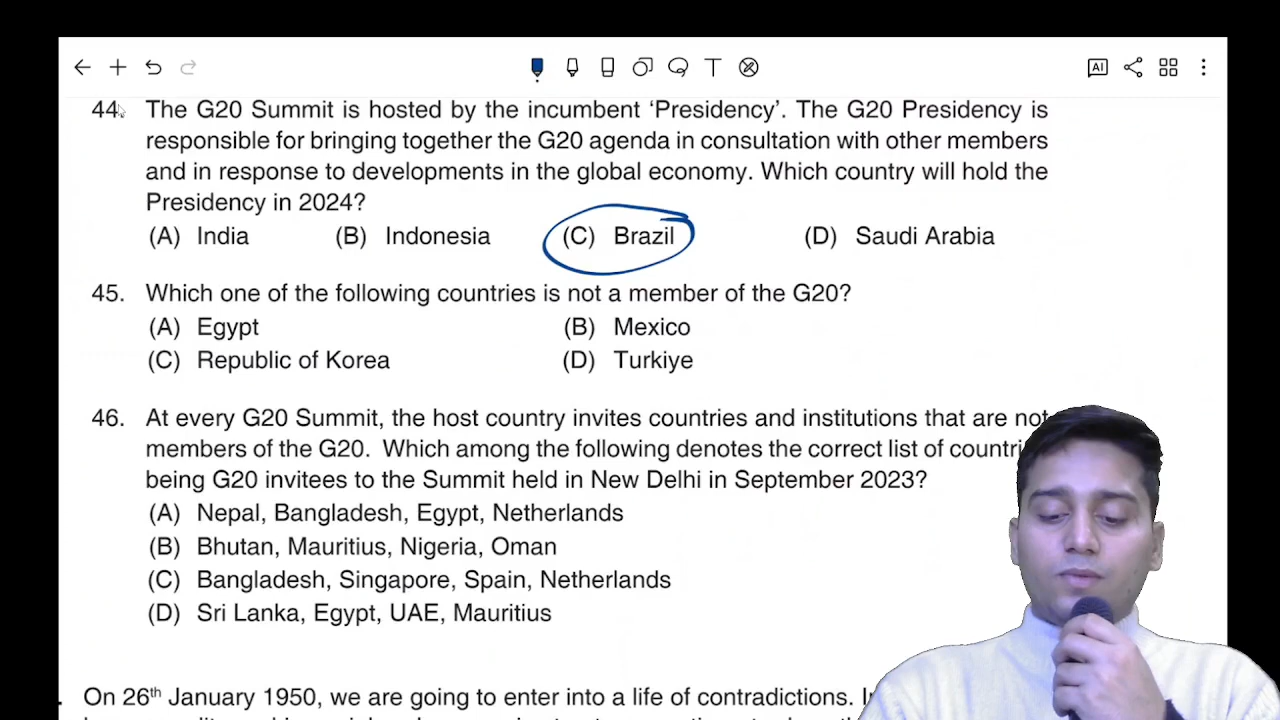 AI
44. The G20 Summit is hosted by the incumbent ‘Presidency’. The G20 Presidency is
responsible for bringing together the G20 agenda in consultation with other members
and in response to developments in the global economy. Which country will hold the
Presidency in 2024?
(A) India (B) Indonesia (C) Brazil (D) Saudi Arabia
45. Which one of the following countries is not a member of the G20?
(A) Egypt (B) Mexico
(C) Republic of Korea (D) Turkiye
46. At every G20 Summit, the host country invites countries and institutions that are not
members of the G20. Which among the following denotes the correct list of
being G20 invitees to the Summit held in New Delhi in September 2023?
(A) Nepal, Bangladesh, Egypt, Netherlands
(B) Bhutan, Mauritius, Nigeria, Oman
(C) Bangladesh, Singapore, Spain, Netherlands
(D) Sri Lanka, Egypt, UAE, Mauritius
On 26th January 1950, we are going to enter into a life of contradictions.